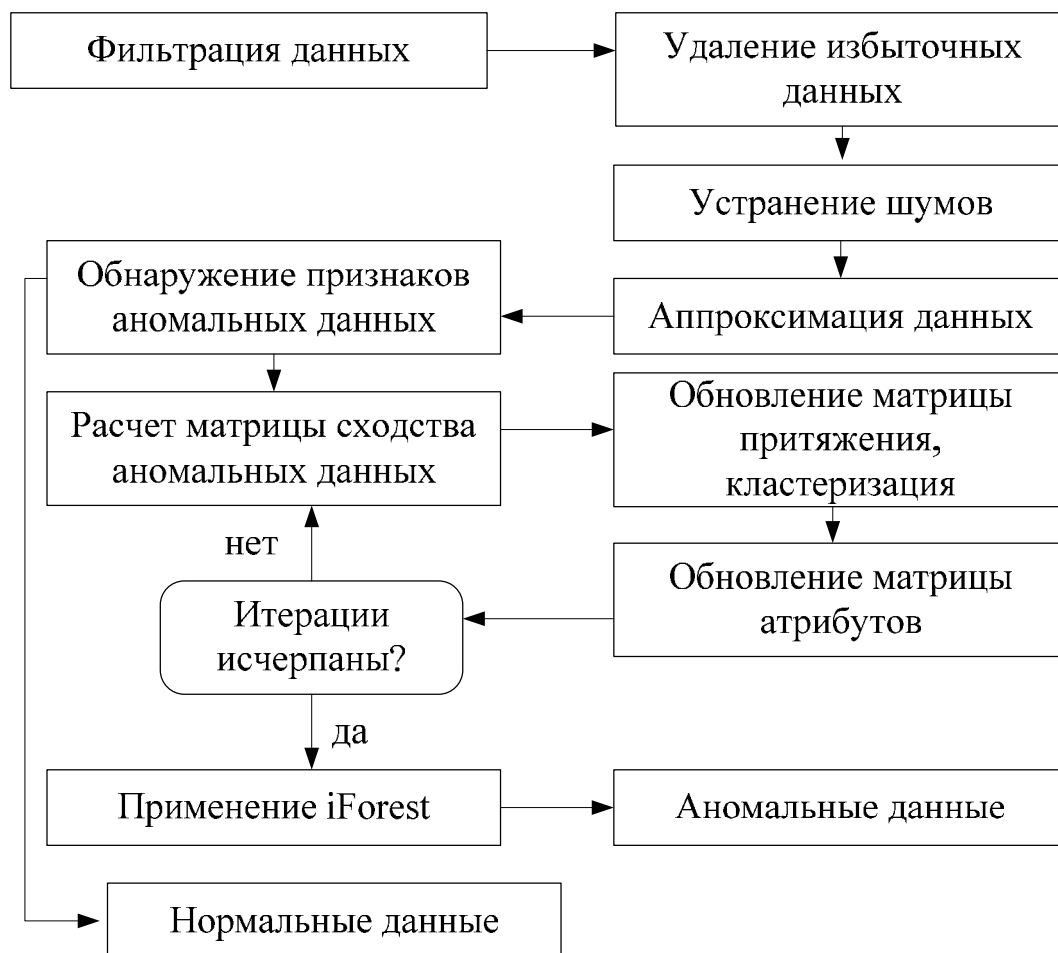 Фильтрация данных
Удаление избыточных
данных
Устранение шумов
Аппроксимация данных
Обнаружение признаков
аномальных данных
Расчет матрицы сходства
аномальных данных
Обновление матрицы
притяжения,
кластеризация
Обновление матрицы
атрибутов
Итерации
исчерпаны?
нет
да
Применение iForest
Аномальные данные
Нормальные данные